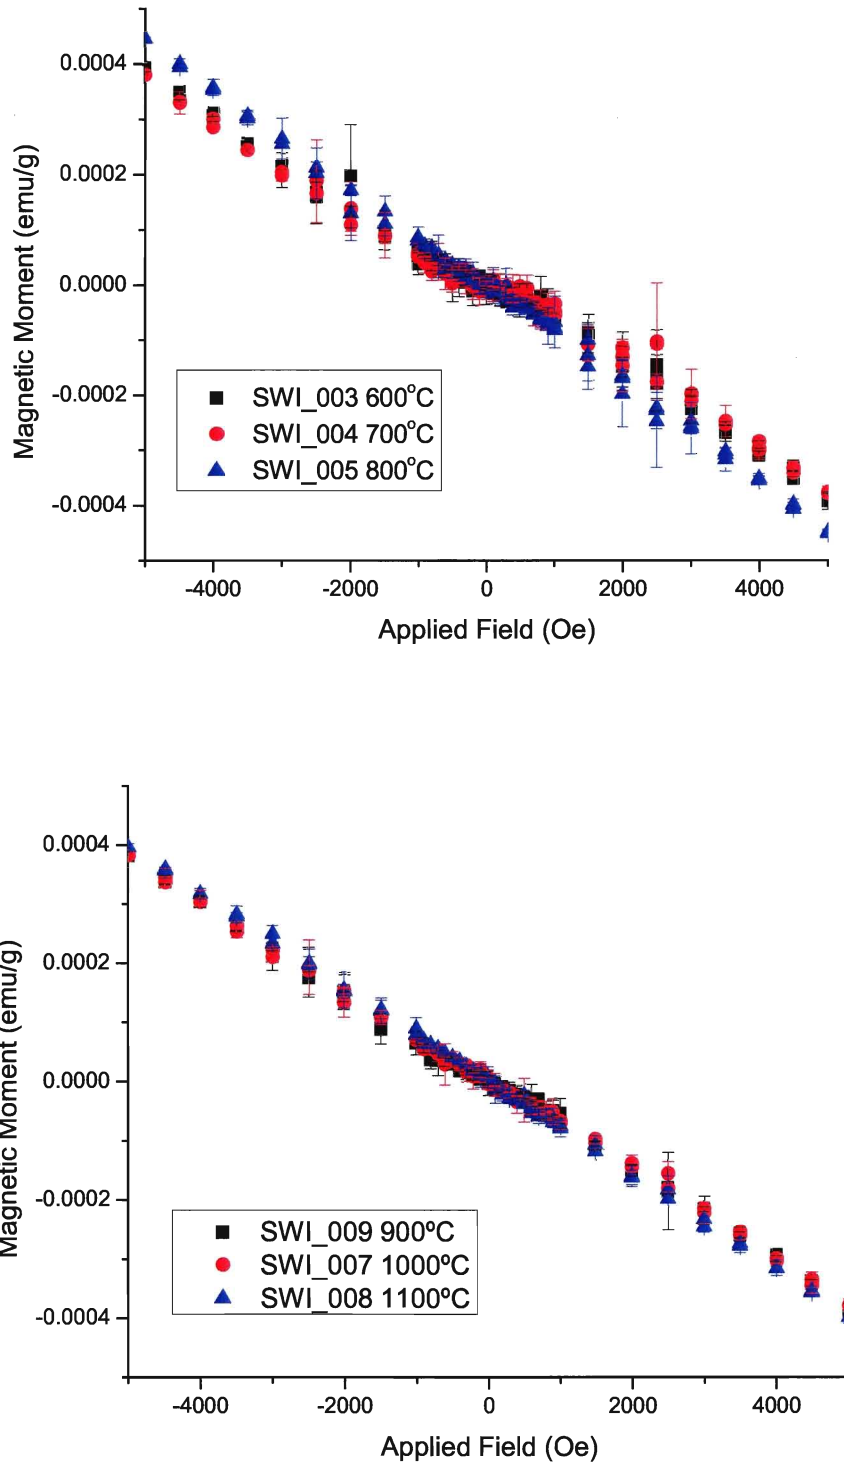 Magnetic Moment (emu/g)
0.0004
0.0002
0.0000
-0.0002
-0.0004
SWI_003 600°C
SWI_004 700°C
SWI_005 800°C
-4000 -2000 0 2000 4000
Applied Field (Oe)
Magnetic Moment (emu/g)
0.0004
0.0002
0.0000
-0.0002
-0.0004
SWI_009 900ºC
SWI_007 1000ºC
SWI_008 1100ºC
-4000 -2000 0 2000 4000
Applied Field (Oe)